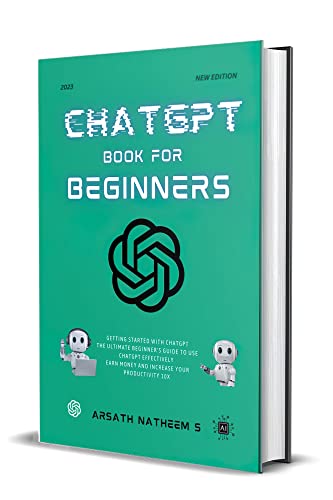 2023 NEW EDITION
CHATGPT
BOOK FOR
BEGINNERS
GETTING STARTED WITH CHATGPT
THE ULTIMATE BEGINNER'S GUIDE TO USE
CHATGPT EFFECTIVELY
EARN MONEY AND INCREASE YOUR
PRODUCTIVITY 10X
ARSATH NATHEEM S
AI